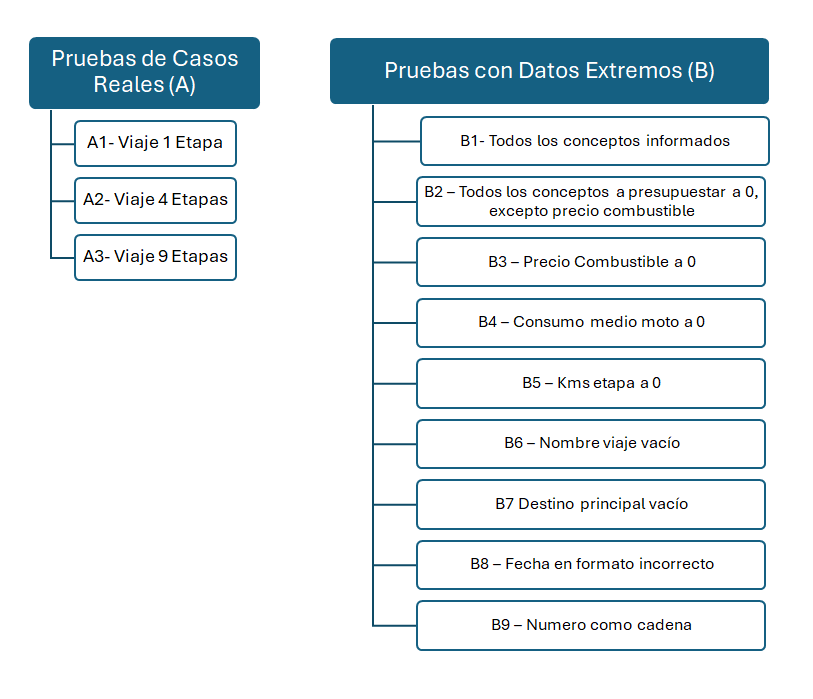 Pruebas de Casos
Reales (A)
A1- Viaje 1 Etapa
A2- Viaje 4 Etapas
A3- Viaje 9 Etapas
Pruebas con Datos Extremos (B)
B1- Todos los conceptos informados
B2 – Todos los conceptos a presupuestar a 0,
excepto precio combustible
B3 – Precio Combustible a 0
B4 – Consumo medio moto a 0
B5 – Kms etapa a 0
B6 – Nombre viaje vacío
B7 Destino principal vacío
B8 – Fecha en formato incorrecto
B9 – Numero como cadena